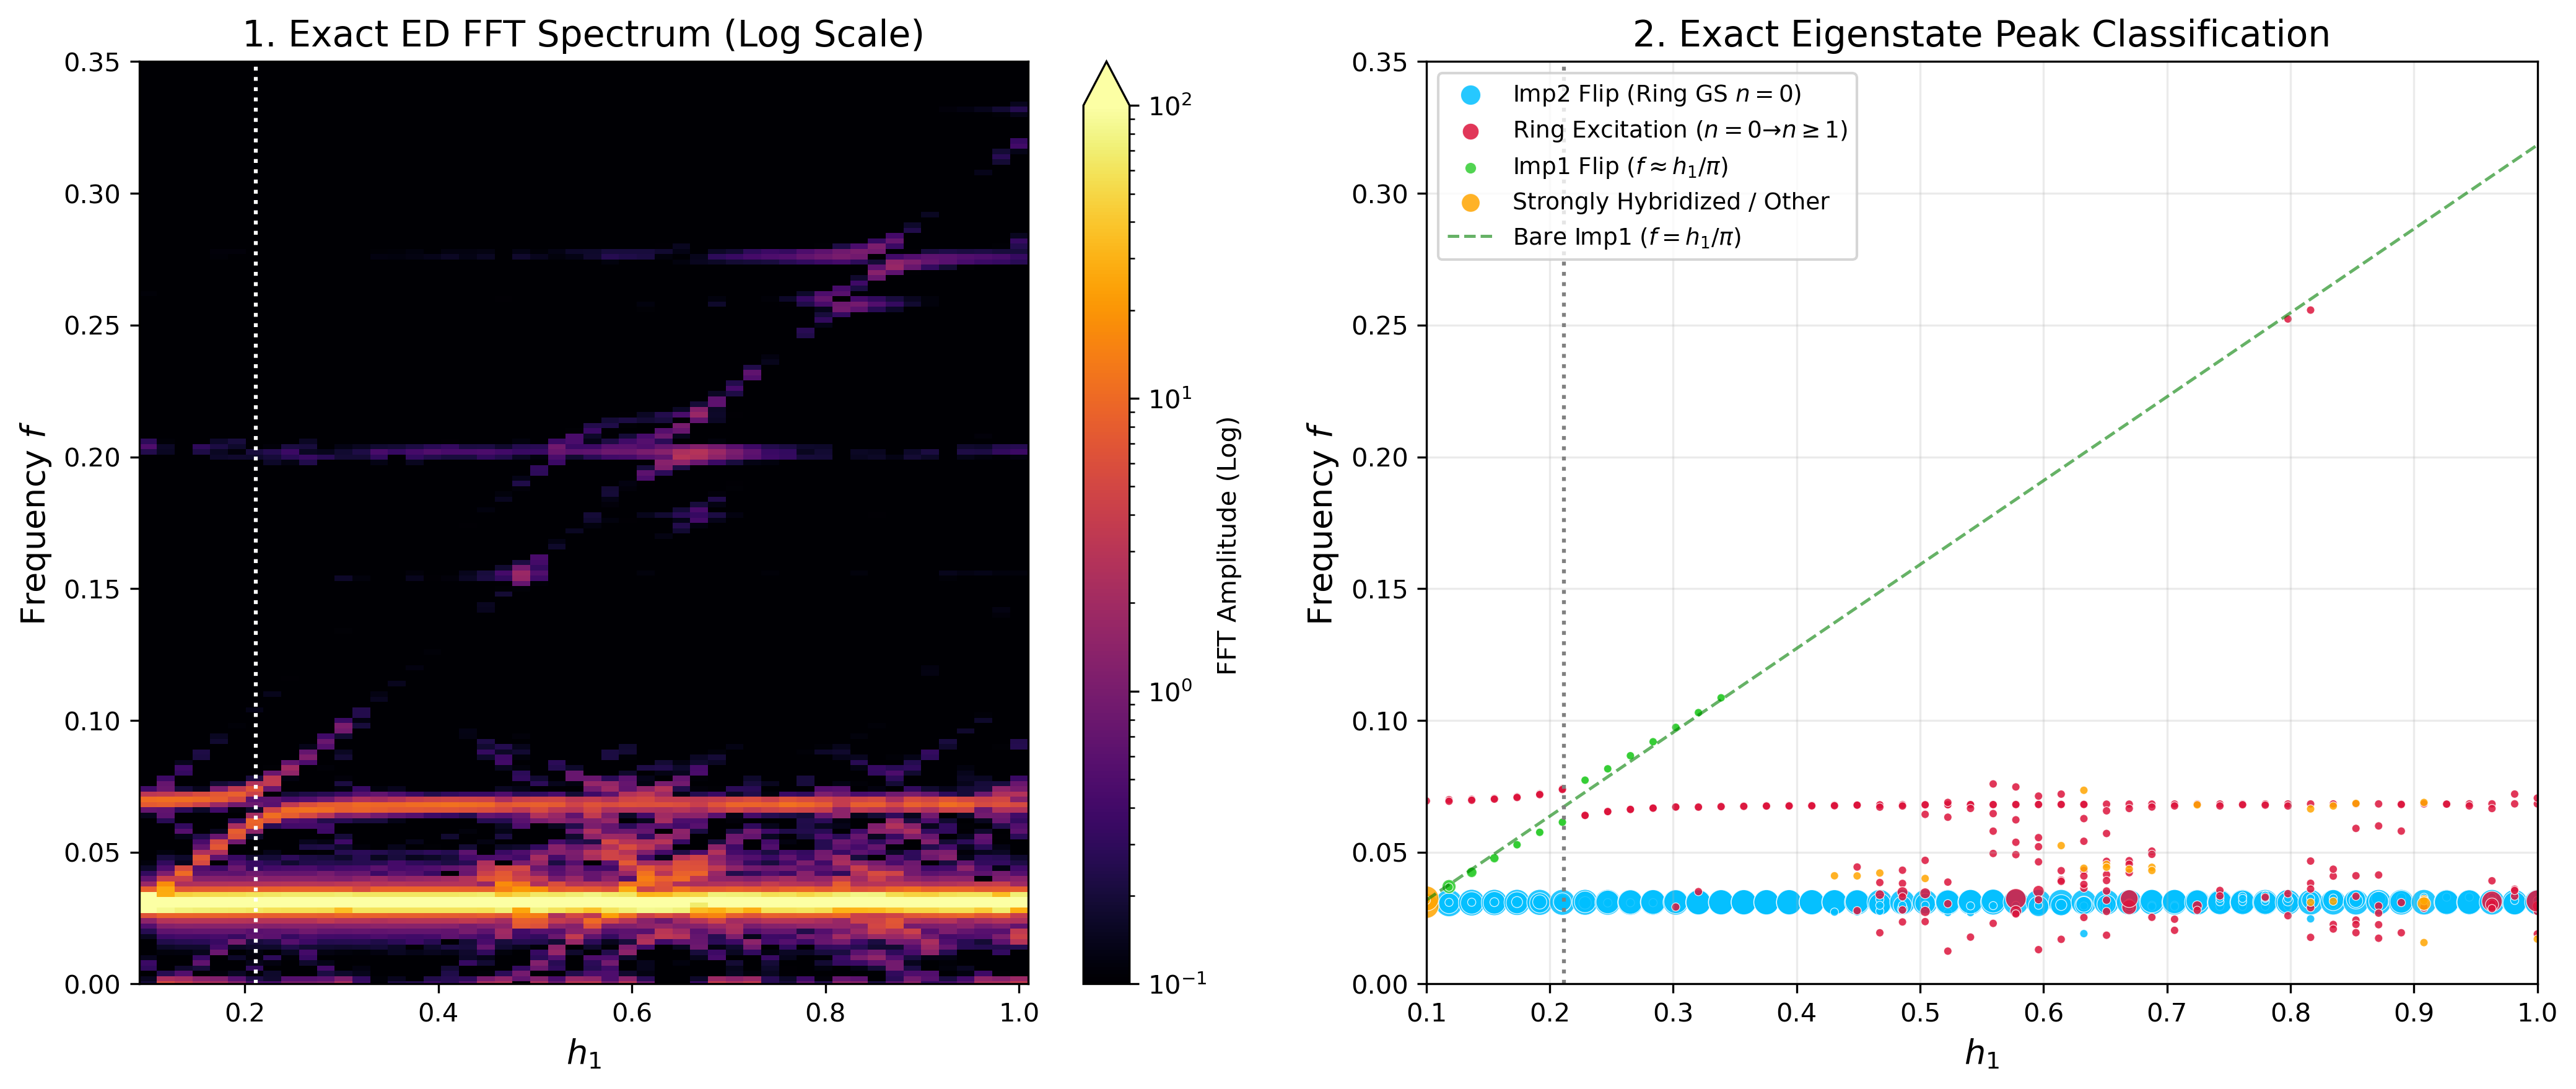 1. Exact ED FFT Spectrum (Log Scale)
Frequency f
0.35
0.30
0.25
0.20
0.15
0.10
0.05
0.00
0.2
0.4
0.6
0.8
1.0
h₁
10²
10¹
10⁰
10⁻¹
FFT Amplitude (Log)
2. Exact Eigenstate Peak Classification
Frequency f
0.35
0.30
0.25
0.20
0.15
0.10
0.05
0.00
Imp2 Flip (Ring GS n = 0)
Ring Excitation (n = 0→n ≥ 1)
Imp1 Flip (f ≈ h₁/π)
Strongly Hybridized / Other
Bare Imp1 (f = h₁/π)
0.1
0.2
0.3
0.4
0.5
0.6
0.7
0.8
0.9
1.0
h₁